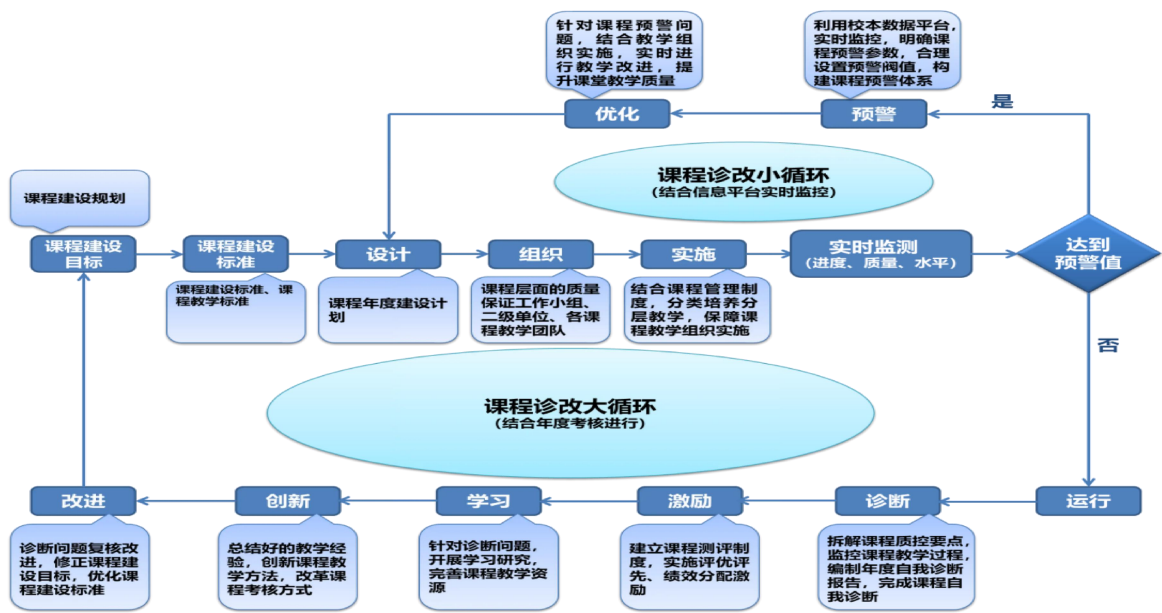 针对课程预警问
题，结合教学组
织实施，实时进
行教学改进，提
升课堂教学质量
利用校本数据平台，
实时监控，明确课
程预警参数，合理
设置预警阀值，构
建课程预警体系
优化
预警
是
课程诊改小循环
（结合信息平台实时监控）
课程建设规划
课程建设
目标
课程建设
标准
设计
组织
实施
实时监测
（进度、质量、水平）
达到
预警值
课程建设标准、课
程教学标准
课程年度建设计
划
课程层面的质量
保证工作小组、
二级单位、各课
程教学团队
结合课程管理制
度，分类培养分
层教学，保障课
程教学组织实施
否
课程诊改大循环
（结合年度考核进行）
改进
创新
学习
激励
诊断
运行
诊断问题复核改
进，修正课程建
设目标，优化课
程建设标准
总结好的教学经
验，创新课程教
学方法，改革课
程考核方式
针对诊断问题，
开展学习研究，
完善课程教学资
源
建立课程测评制
度，实施评优评
先、绩效分配激
励
拆解课程质控要点，
监控课程教学过程，
编制年度自我诊断
报告，完成课程自
我诊断